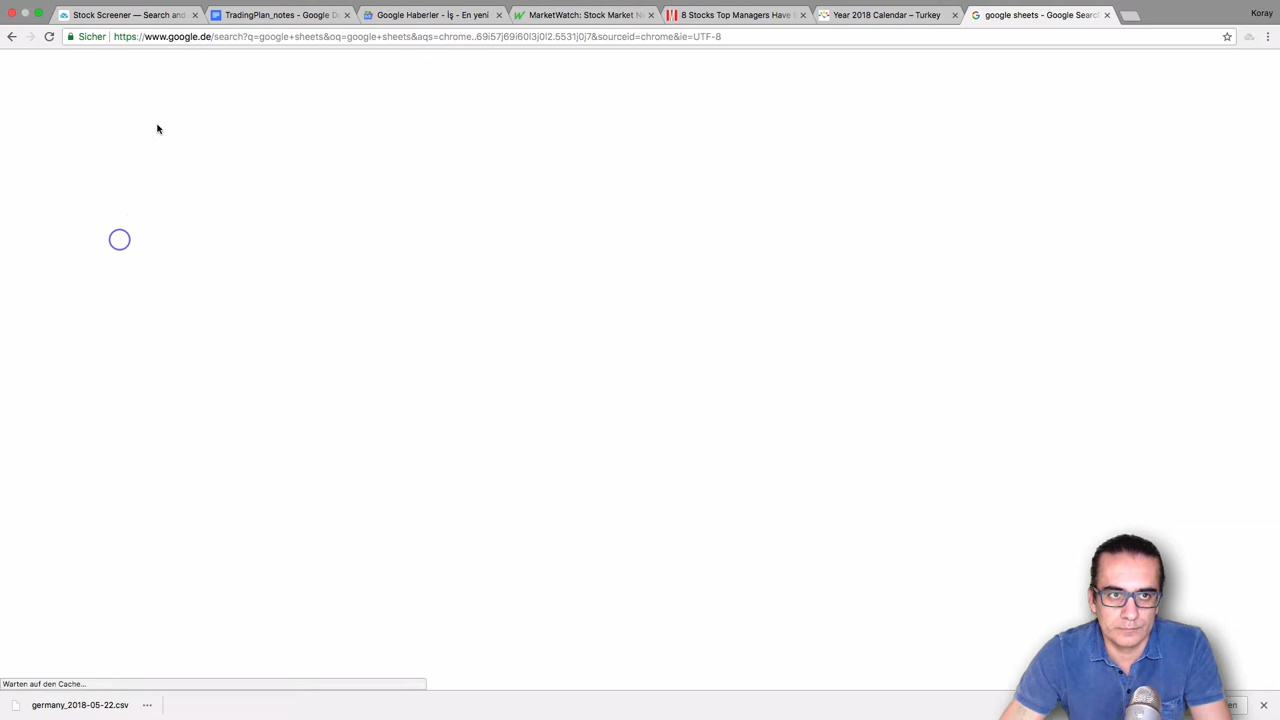 Stock Screener — Search and
TradingPlan_notes - Google D
Google Haberler - İş - En yeni
MarketWatch: Stock Market N
8 Stocks Top Managers Have
Year 2018 Calendar – Turkey
google sheets - Google Searc
Koray
Sicher
https://www.google.de/search?q=google+sheets&oq=google+sheets&aqs=chrome..69i57j69i60l3j0l2.5531j0j7&sourceid=chrome&ie=UTF-8
Warten auf den Cache...
germany_2018-05-22.csv
en